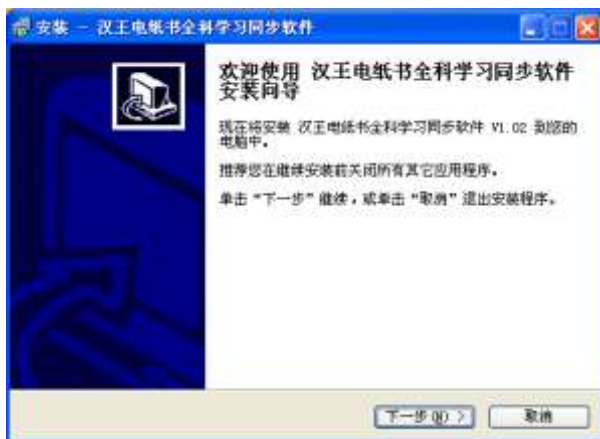 安装 - 汉王电纸书全科学习同步软件
欢迎使用 汉王电纸书全科学习同步软件
安装向导
现在将安装 汉王电纸书全科学习同步软件 V1.02 到您的
电脑中。
推荐您在继续安装前关闭所有其它应用程序。
单击“下一步”继续，或单击“取消”退出安装程序。
下一步(N) >
取消